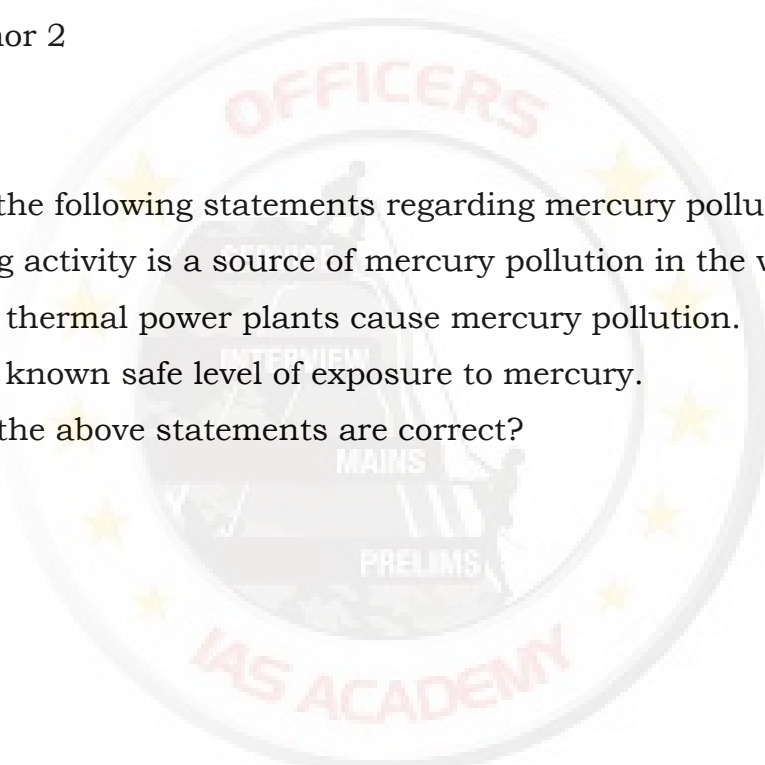 nor 2
OFFICERS
the following statements regarding mercury pollu
g activity is a source of mercury pollution in the
SERVICE
thermal power plants cause mercury pollution.
INTERVIEW
known safe level of exposure to mercury.
the above statements are correct?
MAINS
PRELIMS
IAS ACADEMY